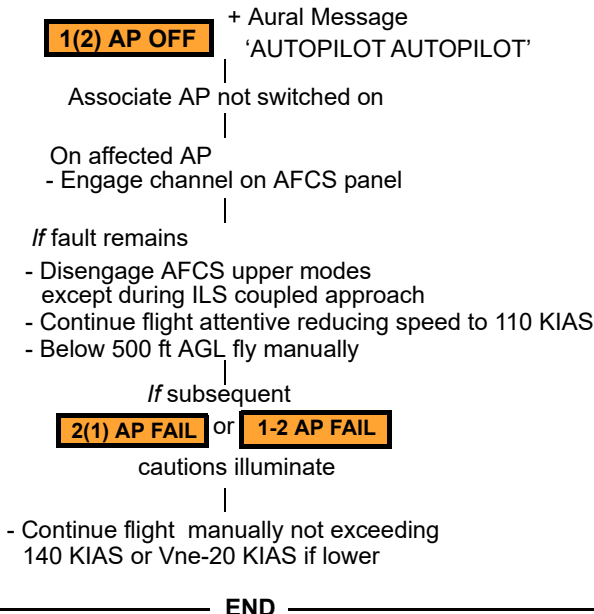 + Aural Message
1(2) AP OFF
‘AUTOPILOT AUTOPILOT’
Associate AP not switched on
On affected AP
- Engage channel on AFCS panel
If fault remains
- Disengage AFCS upper modes
except during ILS coupled approach
- Continue flight attentive reducing speed to 110 KIAS
- Below 500 ft AGL fly manually
If subsequent
2(1) AP FAIL or 1-2 AP FAIL
cautions illuminate
- Continue flight manually not exceeding
140 KIAS or Vne-20 KIAS if lower
END